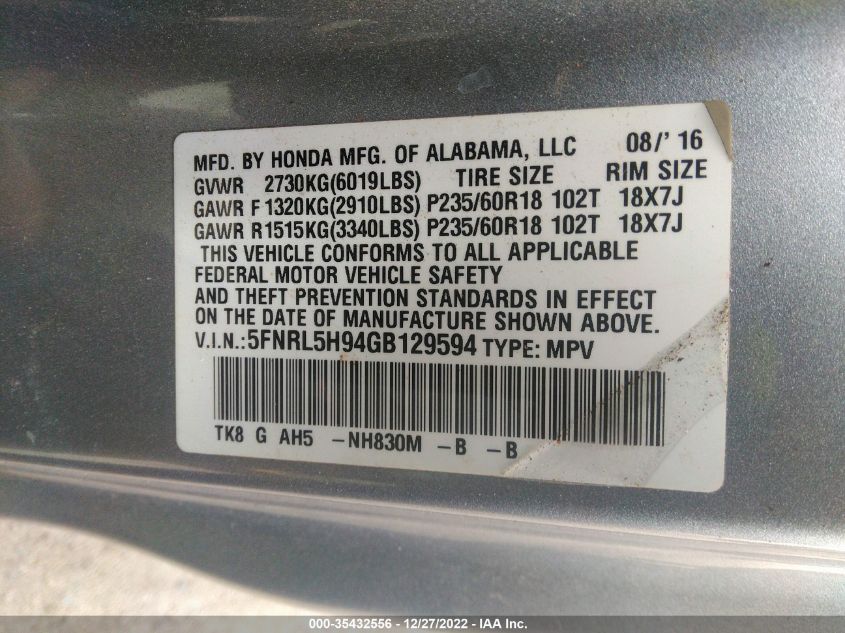 MFD. BY HONDA MFG. OF ALABAMA, LLC 08/' 16
GVWR 2730KG(6019LBS) TIRE SIZE RIM SIZE
GAWR F 1320KG(2910LBS) P235/60R18 102T 18X7J
GAWR R1515KG(3340LBS) P235/60R18 102T 18X7J
THIS VEHICLE CONFORMS TO ALL APPLICABLE
FEDERAL MOTOR VEHICLE SAFETY
AND THEFT PREVENTION STANDARDS IN EFFECT
ON THE DATE OF MANUFACTURE SHOWN ABOVE.
V.I.N.:5FNRL5H94GB129594 TYPE: MPV
TK8 G AH5 -NH830M -B -B
000-35432556 – 12/27/2022 – IAA Inc.